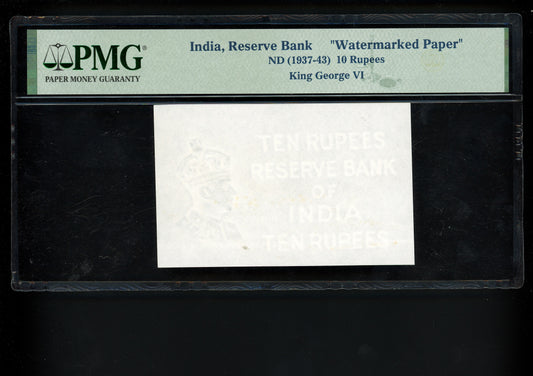 PMG
PAPER MONEY GUARANTY
India, Reserve Bank "Watermarked Paper"
ND (1937-43) 10 Rupees
King George VI
TEN RUPEES
RESERVE BANK
OF
INDIA
TEN RUPEES